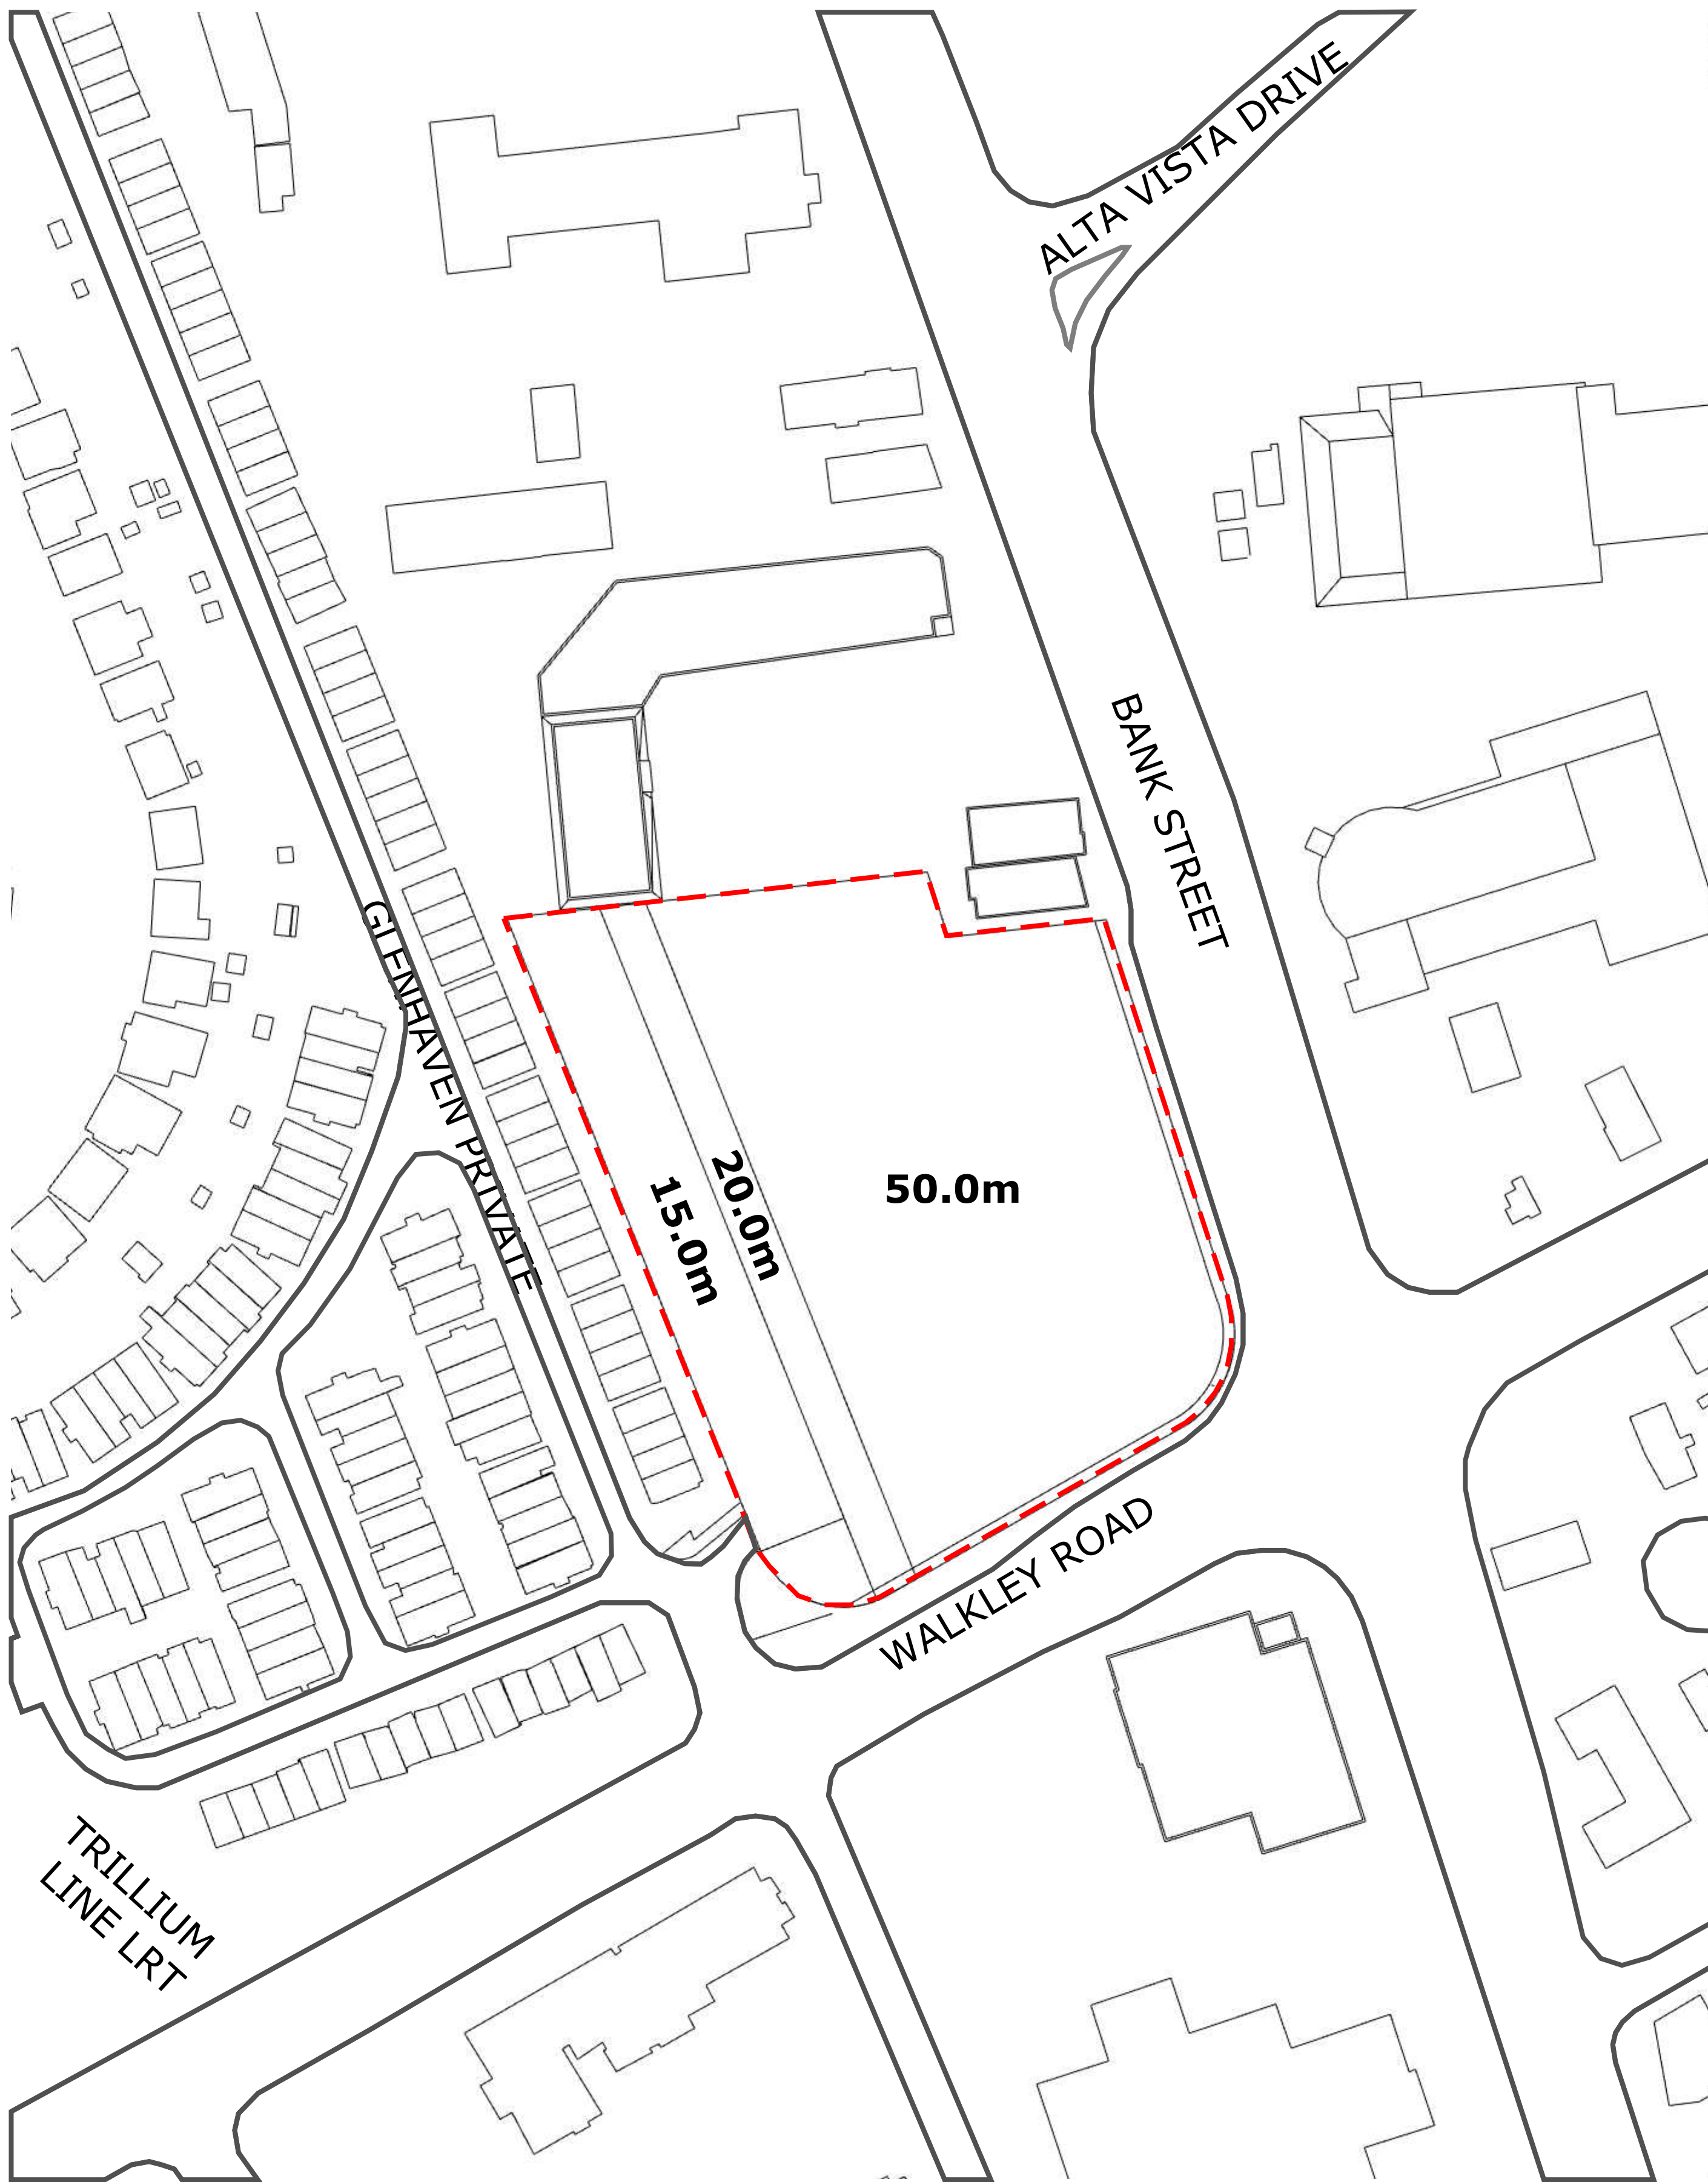 ALTA VISTA DRIVE
BANK STREET
GLENHAVEN PRIVATE
15.0m
20.0m
50.0m
WALKLEY ROAD
TRILLIUM
LINE LRT